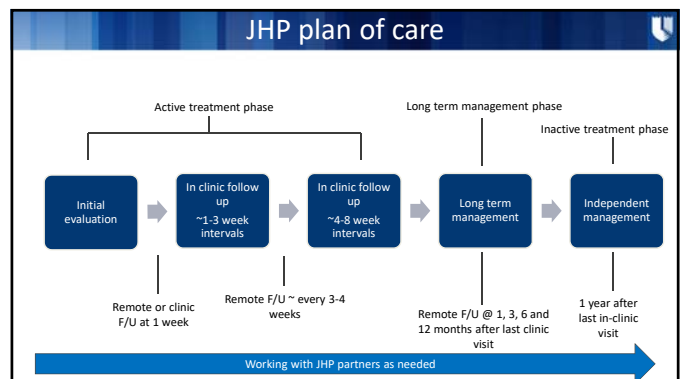 JHP plan of care
Active treatment phase
Long term management phase
Inactive treatment phase
Initial
evaluation
In clinic follow
up
~1-3 week
intervals
In clinic follow
up
~4-8 week
intervals
Long term
management
Independent
management
Remote or clinic
F/U at 1 week
Remote F/U ~ every 3-4
weeks
Remote F/U @ 1, 3, 6 and
12 months after last clinic
visit
1 year after
last in-clinic
visit
Working with JHP partners as needed